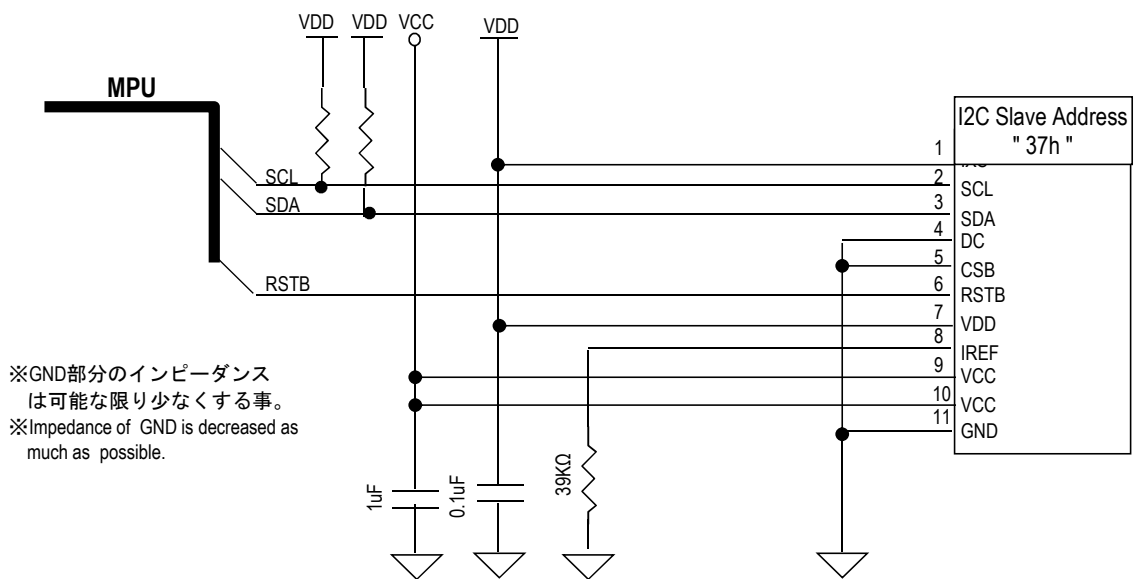 VDD
VDD
VCC
VDD
MPU
I2C Slave Address
" 37h "
1
2
SCL
SCL
3
SDA
SDA
4
DC
5
CSB
RSTB
6
RSTB
7
VDD
8
IREF
9
VCC
10
VCC
11
GND
※GND部分のインピーダンス
は可能な限り少なくする事。
※Impedance of GND is decreased as
much as possible.
1uF
0.1uF
39KΩ